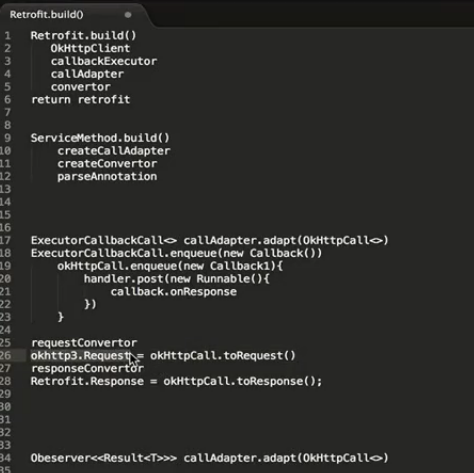 Retrofit.build()
1 Retrofit.build()
2 OkHttpClient
3 callbackExecutor
4 callAdapter
5 convertor
6 return retrofit
7
8
9 ServiceMethod.build()
10 createCallAdapter
11 createConvertor
12 parseAnnotation
13
14
15
16
17 ExecutorCallbackCall<> callAdapter.adapt(OkHttpCall<>)
18 ExecutorCallbackCall.enqueue(new Callback())
19 okHttpCall.enqueue(new Callback1){
20 handler.post(new Runnable(){
21 callback.onResponse
22 })
23 }
24
25 requestConvertor
26 okhttp3.Request = okHttpCall.toRequest()
27 responseConvertor
28 Retrofit.Response = okHttpCall.toResponse();
29
30
31
32
33
34 Obeserver<<Result<T>>> callAdapter.adapt(OkHttpCall<>)
35